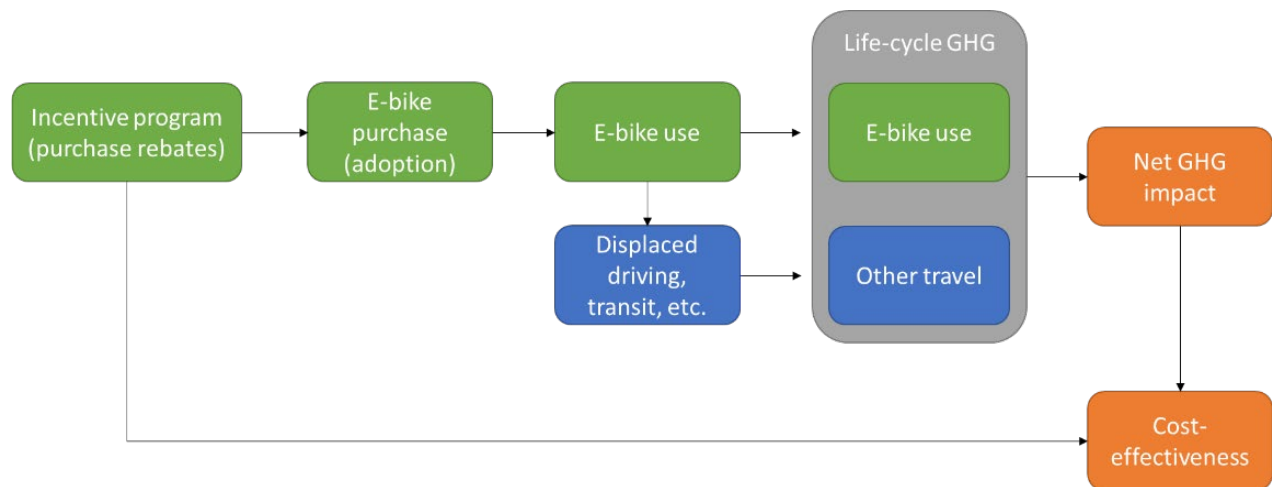 Life-cycle GHG
Incentive program
(purchase rebates)
E-bike
purchase
(adoption)
E-bike use
E-bike use
Net GHG
impact
Displaced
driving,
transit, etc.
Other travel
Cost-
effectiveness